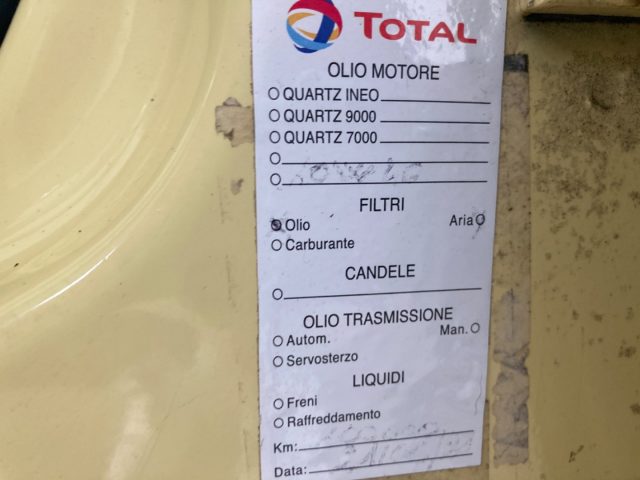 TOTAL
OLIO MOTORE
QUARTZ INEO
QUARTZ 9000
QUARTZ 7000
FILTRI
Olio Aria
Carburante
CANDELE
OLIO TRASMISSIONE
Autom. Man.
Servosterzo
LIQUIDI
Freni
Raffreddamento
Km:
Data: